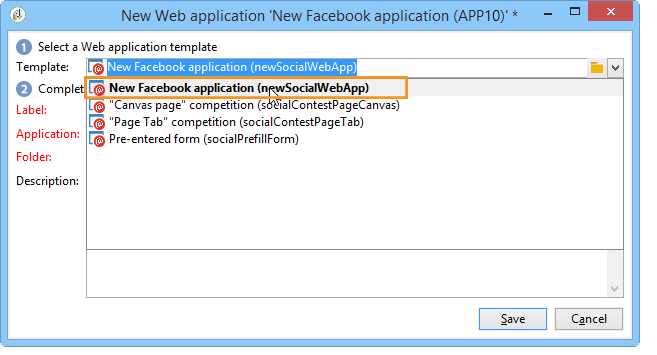 New Web application 'New Facebook application (APP10)' *
1 Select a Web application template
Template: New Facebook application (newSocialWebApp)
New Facebook application (newSocialWebApp)
2 Complet
"Canvas page" competition (socialContestPageCanvas)
Label:
"Page Tab" competition (socialContestPageTab)
Application:
Pre-entered form (socialPrefillForm)
Folder:
Description:
Save Cancel